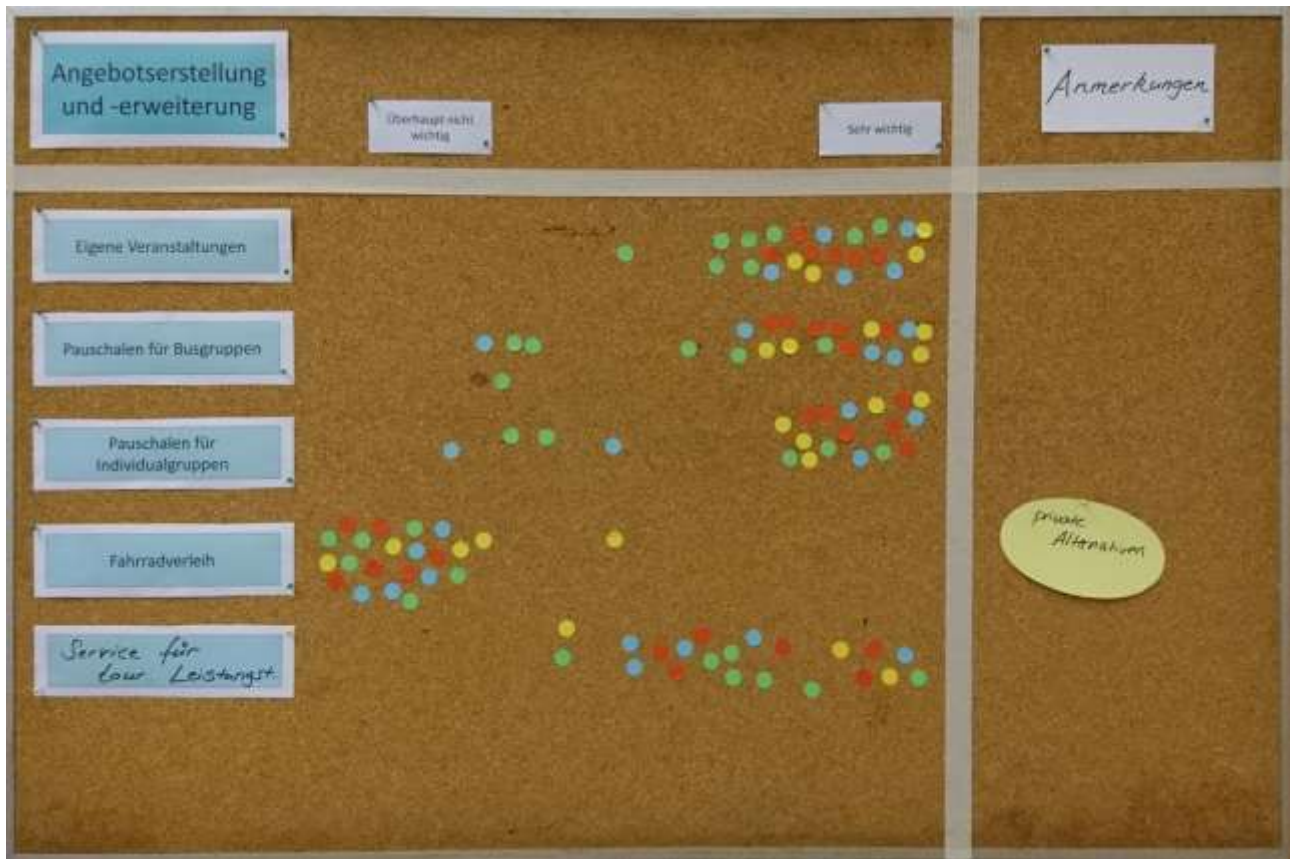 Angebotserstellung
und -erweiterung
Überhaupt nicht
wichtig
Sehr wichtig
Anmerkungen
Eigene Veranstaltungen
Pauschalen für Busgruppen
Pauschalen für
Individualgruppen
Fahrradverleih
private
Alternativen
Service für
tour Leistungst.